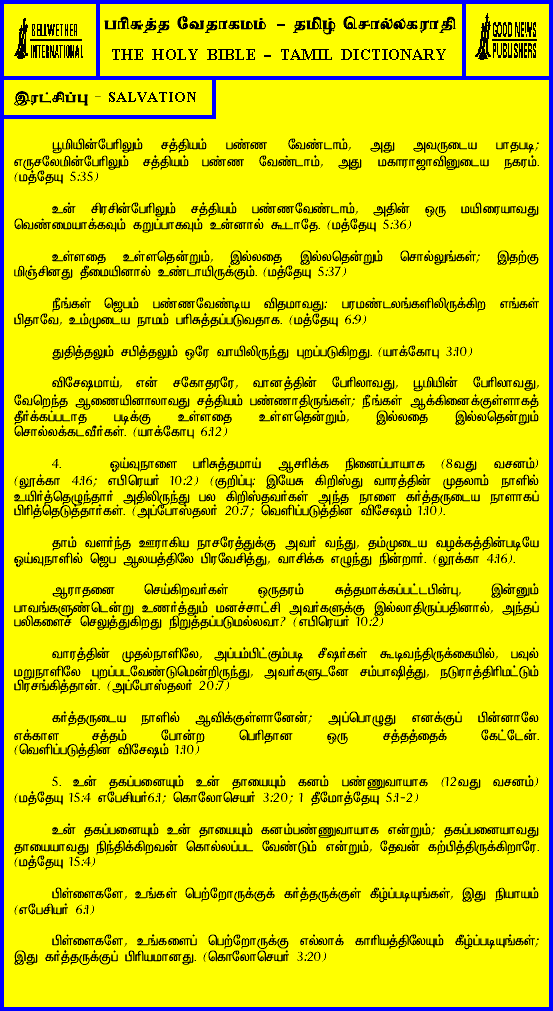 BELLWETHER
INTERNATIONAL
பரிசுத்த வேதாகமம் – தமிழ் சொல்லகராதி
THE HOLY BIBLE – TAMIL DICTIONARY
GOOD NEWS
PUBLISHERS
இரட்சிப்பு – SALVATION
பூமியின்பேரிலும் சத்தியம் பண்ண வேண்டாம், அது அவருடைய பாதபடி;
எருசலேமின்பேரிலும் சத்தியம் பண்ண வேண்டாம், அது மகாராஜாவினுடைய நகரம்.
(மத்தேயு 5:35)
உன் சிரசின்பேரிலும் சத்தியம் பண்ணவேண்டாம், அதின் ஒரு மயிரையாவது
வெண்மையாக்கவும் கறுப்பாகவும் உன்னால் கூடாதே. (மத்தேயு 5:36)
உள்ளதை உள்ளதென்றும், இல்லதை இல்லதென்றும் சொல்லுங்கள்; இதற்கு
மிஞ்சினது தீமையினால் உண்டாயிருக்கும். (மத்தேயு 5:37)
நீங்கள் ஜெபம் பண்ணவேண்டிய விதமாவது: பரமண்டலங்களிலிருக்கிற எங்கள்
பிதாவே, உம்முடைய நாமம் பரிசுத்தப்படுவதாக. (மத்தேயு 6:9)
துதித்தலும் சபித்தலும் ஒரே வாயிலிருந்து புறப்படுகிறது. (யாக்கோபு 3:10)
விசேஷமாய், என் சகோதரரே, வானத்தின் பேரிலாவது, பூமியின் பேரிலாவது,
வேறெந்த ஆணையினாலாவது சத்தியம் பண்ணாதிருங்கள்; நீங்கள் ஆக்கினைக்குள்ளாகத்
தீர்க்கப்படாத படிக்கு உள்ளதை உள்ளதென்றும், இல்லதை இல்லதென்றும்
சொல்லக்கடவீர்கள். (யாக்கோபு 6:12)
4. ஓய்வுநாளை பரிசுத்தமாய் ஆசரிக்க நினைப்பாயாக (8வது வசனம்)
(லூக்கா 4:16; எபிரெயர் 10:2) (குறிப்பு: இயேசு கிறிஸ்து வாரத்தின் முதலாம் நாளில்
உயிர்த்தெழுந்தார் அதிலிருந்து பல கிறிஸ்தவர்கள் அந்த நாளை கர்த்தருடைய நாளாகப்
பிரித்தெடுத்தார்கள். (அப்போஸ்தலர் 20:7; வெளிப்படுத்தின விசேஷம் 1:10).
தாம் வளர்ந்த ஊராகிய நாசரேத்துக்கு அவர் வந்து, தம்முடைய வழக்கத்தின்படியே
ஓய்வுநாளில் ஜெப ஆலயத்திலே பிரவேசித்து, வாசிக்க எழுந்து நின்றார். (லூக்கா 4:16).
ஆராதனை செய்கிறவர்கள் ஒருதரம் சுத்தமாக்கப்பட்டபின்பு, இன்னும்
பாவங்களுண்டென்று உணர்த்தும் மனச்சாட்சி அவர்களுக்கு இல்லாதிருப்பதினால், அந்தப்
பலிகளைச் செலுத்துகிறது நிறுத்தப்படுமல்லவா? (எபிரெயர் 10:2)
வாரத்தின் முதல்நாளிலே, அப்பம்பிட்கும்படி சீஷர்கள் கூடிவந்திருக்கையில், பவுல்
மறுநாளிலே புறப்படவேண்டுமென்றிருந்து, அவர்களுடனே சம்பாஷித்து, நடுராத்திரிமட்டும்
பிரசங்கித்தான். (அப்போஸ்தலர் 20:7)
கர்த்தருடைய நாளில் ஆவிக்குள்ளானேன்; அப்பொழுது எனக்குப் பின்னாலே
எக்காள சத்தம் போன்ற பெரிதான ஒரு சத்தத்தைக் கேட்டேன்.
(வெளிப்படுத்தின விசேஷம் 1:10)
5. உன் தகப்பனையும் உன் தாயையும் கனம் பண்ணுவாயாக (12வது வசனம்)
(மத்தேயு 15:4 எபேசியர்6:1; கொலோசெயர் 3:20; 1 தீமோத்தேயு 5:1-2)
உன் தகப்பனையும் உன் தாயையும் கனம்பண்ணுவாயாக என்றும்; தகப்பனையாவது
தாயையாவது நிந்திக்கிறவன் கொல்லப்பட வேண்டும் என்றும், தேவன் கற்பித்திருக்கிறாரே.
(மத்தேயு 15:4)
பிள்ளைகளே, உங்கள் பெற்றோருக்குக் கர்த்தருக்குள் கீழ்ப்படியுங்கள், இது நியாயம்
(எபேசியர் 6:1)
பிள்ளைகளே, உங்களைப் பெற்றோருக்கு எல்லாக் காரியத்திலேயும் கீழ்ப்படியுங்கள்;
இது கர்த்தருக்குப் பிரியமானது. (கொலோசெயர் 3:20)